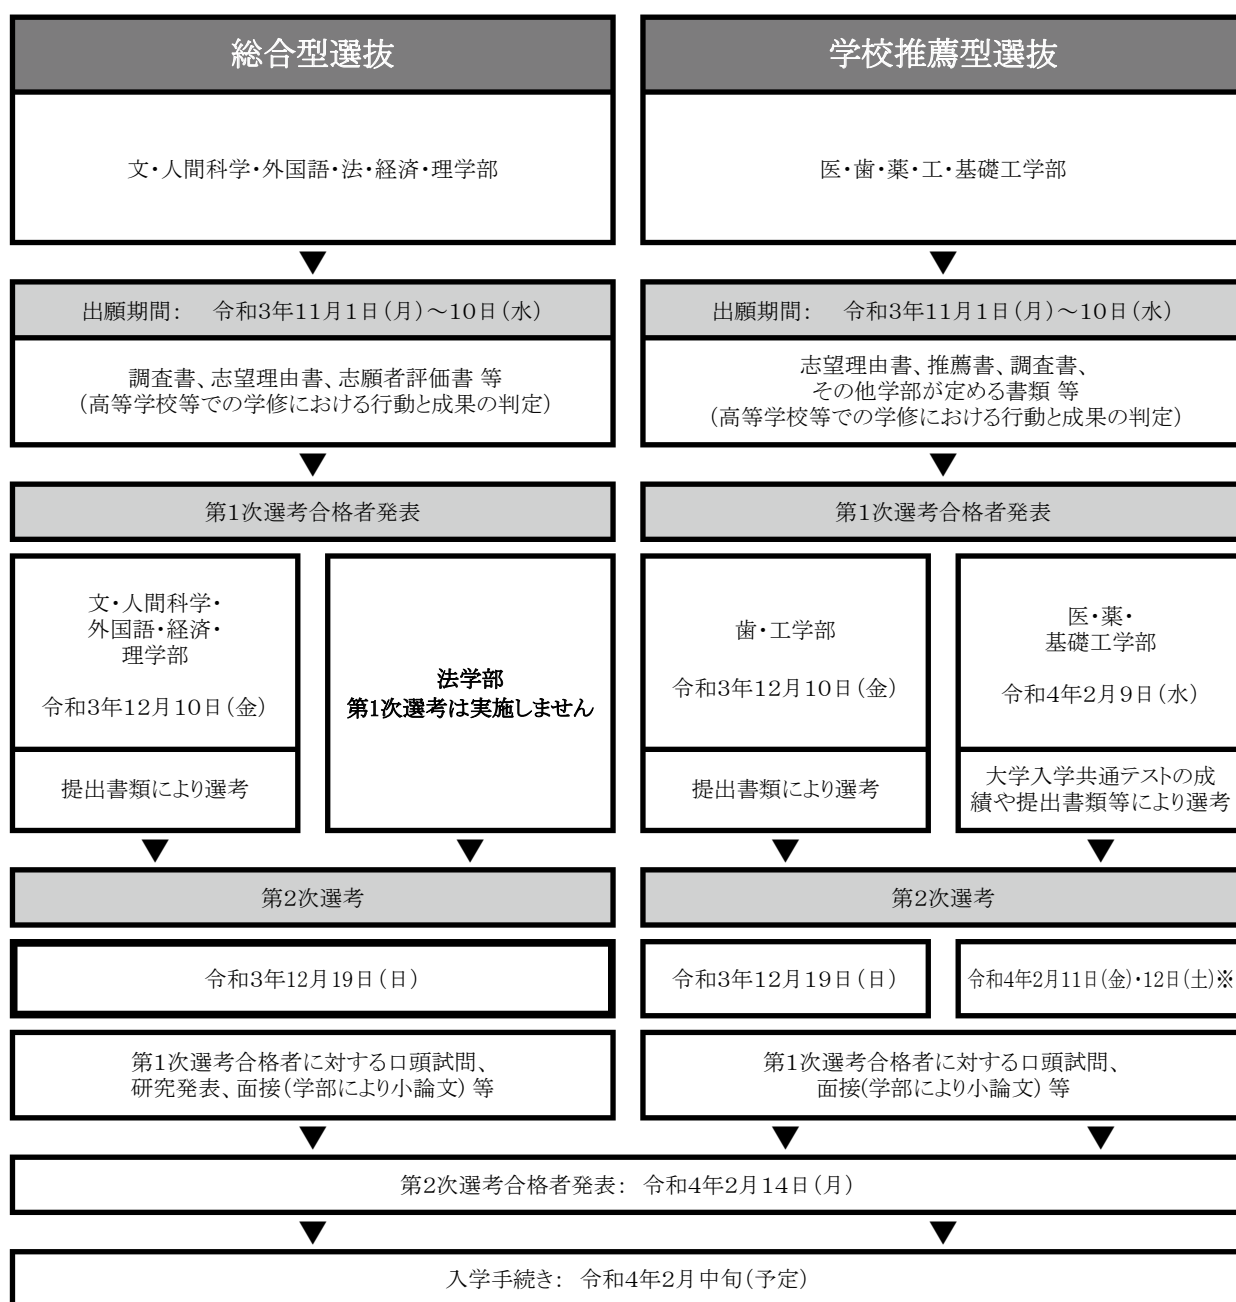 総合型選抜
学校推薦型選抜
文・人間科学・外国語・法・経済・理学部
医・歯・薬・工・基礎工学部
出願期間： 令和3年11月1日（月）～10日（水）
出願期間： 令和3年11月1日（月）～10日（水）
調査書、志望理由書、志願者評価書 等
（高等学校等での学修における行動と成果の判定）
志望理由書、推薦書、調査書、
その他学部が定める書類 等
（高等学校等での学修における行動と成果の判定）
第1次選考合格者発表
第1次選考合格者発表
文・人間科学・
外国語・経済・
理学部
令和3年12月10日（金）
提出書類により選考
法学部
第1次選考は実施しません
歯・工学部
令和3年12月10日（金）
提出書類により選考
医・薬・
基礎工学部
令和4年2月9日（水）
大学入学共通テストの成
績や提出書類等により選考
第2次選考
第2次選考
令和3年12月19日（日）
令和3年12月19日（日）
令和4年2月11日（金）・12日（土）※
第1次選考合格者に対する口頭試問、
研究発表、面接（学部により小論文）等
第1次選考合格者に対する口頭試問、
面接（学部により小論文）等
第2次選考合格者発表： 令和4年2月14日（月）
入学手続き： 令和4年2月中旬（予定）